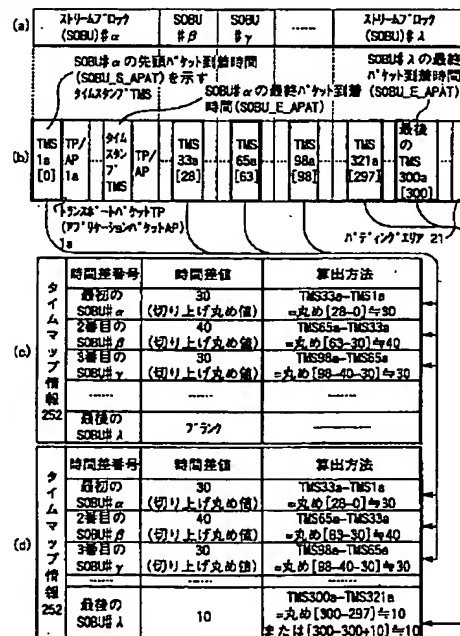 (a)
ストリームブロック
(SOBU)♯α
SOBU
♯β
SOBU
♯γ
------
ストリームブロック
(SOBU)♯λ
SOBU♯αの先頭パケット到着時間
(SOBU_S_APAT)を示す
タイムスタンプTMS
SOBU♯αの最終パケット到着
時間(SOBU_E_APAT)
SOBU♯λの最終
パケット到着時間
(SOBU_E_APAT)
(b)
TMS
1a
[0]
TP/
AP
1a
タイム
スタン
プ
TMS
TP/
AP
TMS
33a
[28]
TMS
65a
[63]
TMS
98a
[98]
TMS
321a
[297]
最後
の
TMS
300a
[300]
トランスポートパケットTP
(アプリケーションパケットAP)
1a
パディングエリア 21
(c)
タイムマップ情報
252
時間差番号
時間差値
算出方法
最初の
SOBU♯α
30
(切り上げ丸め値)
TMS33a-TMS1a
=丸め[28-0]≒30
2番目の
SOBU♯β
40
(切り上げ丸め値)
TMS65a-TMS33a
=丸め[63-30]≒40
3番目の
SOBU♯γ
30
(切り上げ丸め値)
TMS98a-TMS65a
=丸め[98-40-30]≒30
------
------
------
最後の
SOBU♯λ
ブランク
(d)
タイムマップ情報
252
時間差番号
時間差値
算出方法
最初の
SOBU♯α
30
(切り上げ丸め値)
TMS33a-TMS1a
=丸め[28-0]≒30
2番目の
SOBU♯β
40
(切り上げ丸め値)
TMS65a-TMS33a
=丸め[63-30]≒40
3番目の
SOBU♯γ
30
(切り上げ丸め値)
TMS98a-TMS65a
=丸め[98-40-30]≒30
------
------
------
最後の
SOBU♯λ
10
TMS300a-TMS321a
=丸め[300-297]≒10
または[300-300+10]≒10